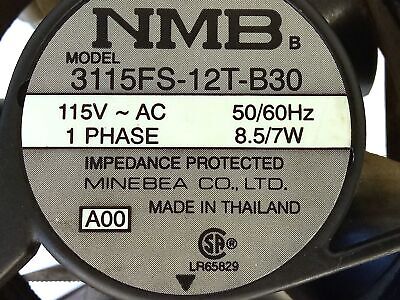 NMB B
MODEL
3115FS-12T-B30
115V ~ AC 50/60Hz
1 PHASE 8.5/7W
IMPEDANCE PROTECTED
MINEBEA CO., LTD.
A00 MADE IN THAILAND
SA
LR65829